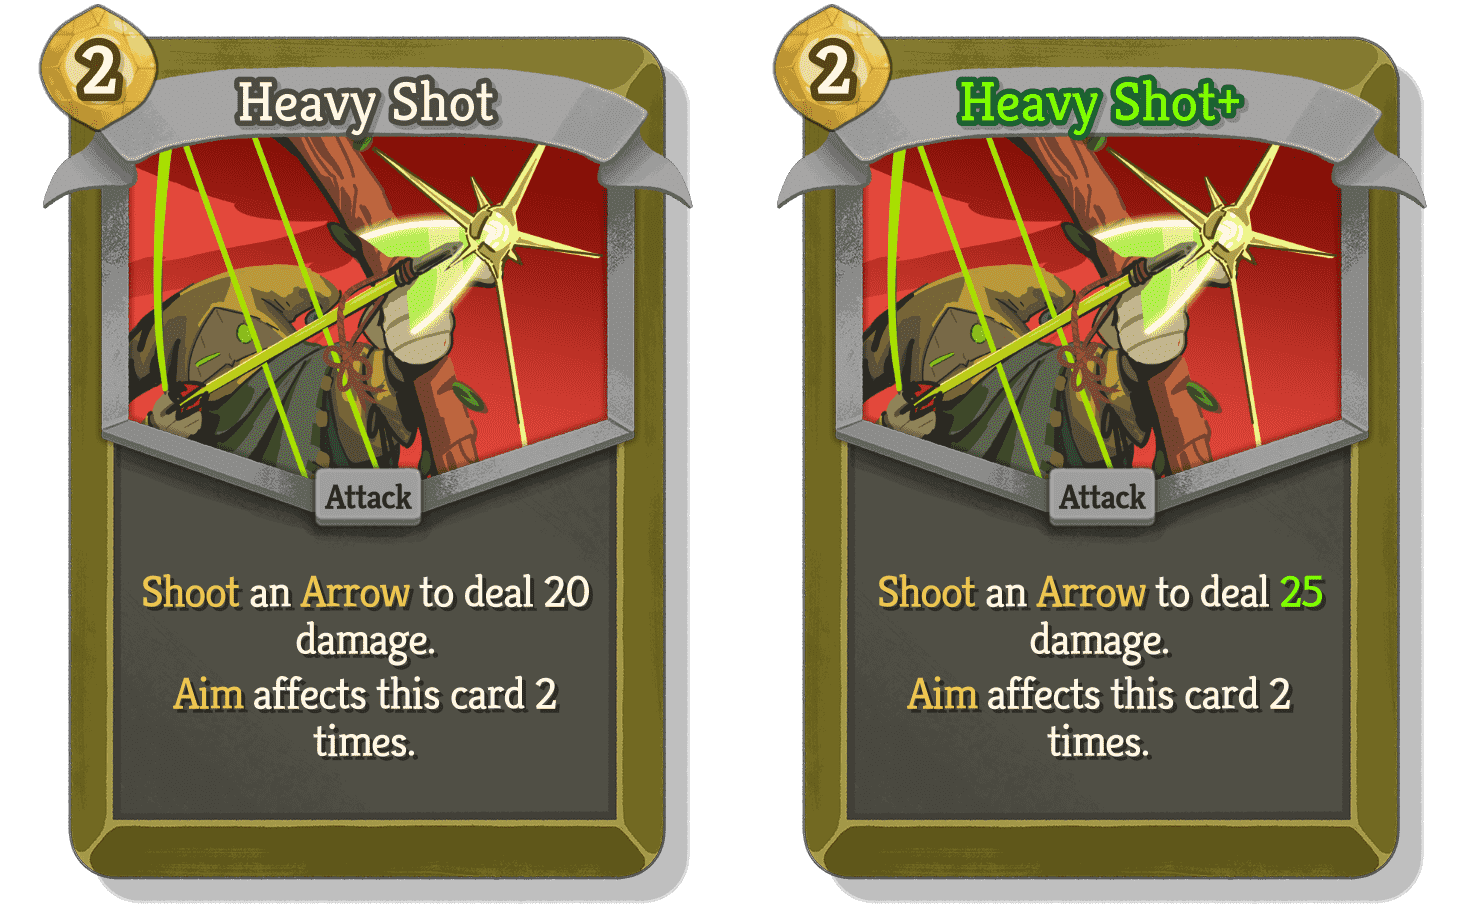 2
Heavy Shot
Attack
Shoot an Arrow to deal 20
damage.
Aim affects this card 2
times.
2
Heavy Shot+
Attack
Shoot an Arrow to deal 25
damage.
Aim affects this card 2
times.